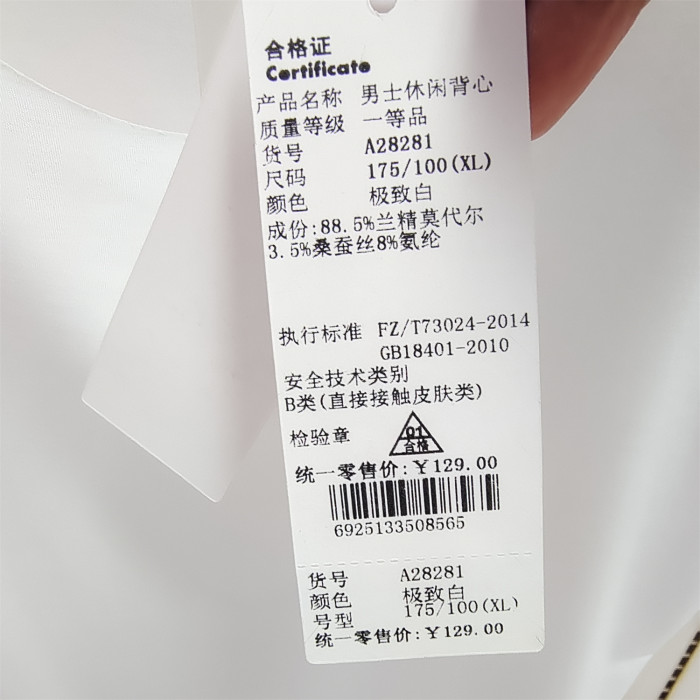 合格证
Certificate
产品名称 男士休闲背心
质量等级 一等品
货号 A28281
尺码 175/100(XL)
颜色 极致白
成份:88.5%兰精莫代尔
3.5%桑蚕丝8%氨纶
执行标准 FZ/T73024-2014
GB18401-2010
安全技术类别
B类(直接接触皮肤类)
检验章 01
合格
统一零售价:￥129.00
6925133508565
货号 A28281
颜色 极致白
号型 175/100(XL)
统一零售价:￥129.00